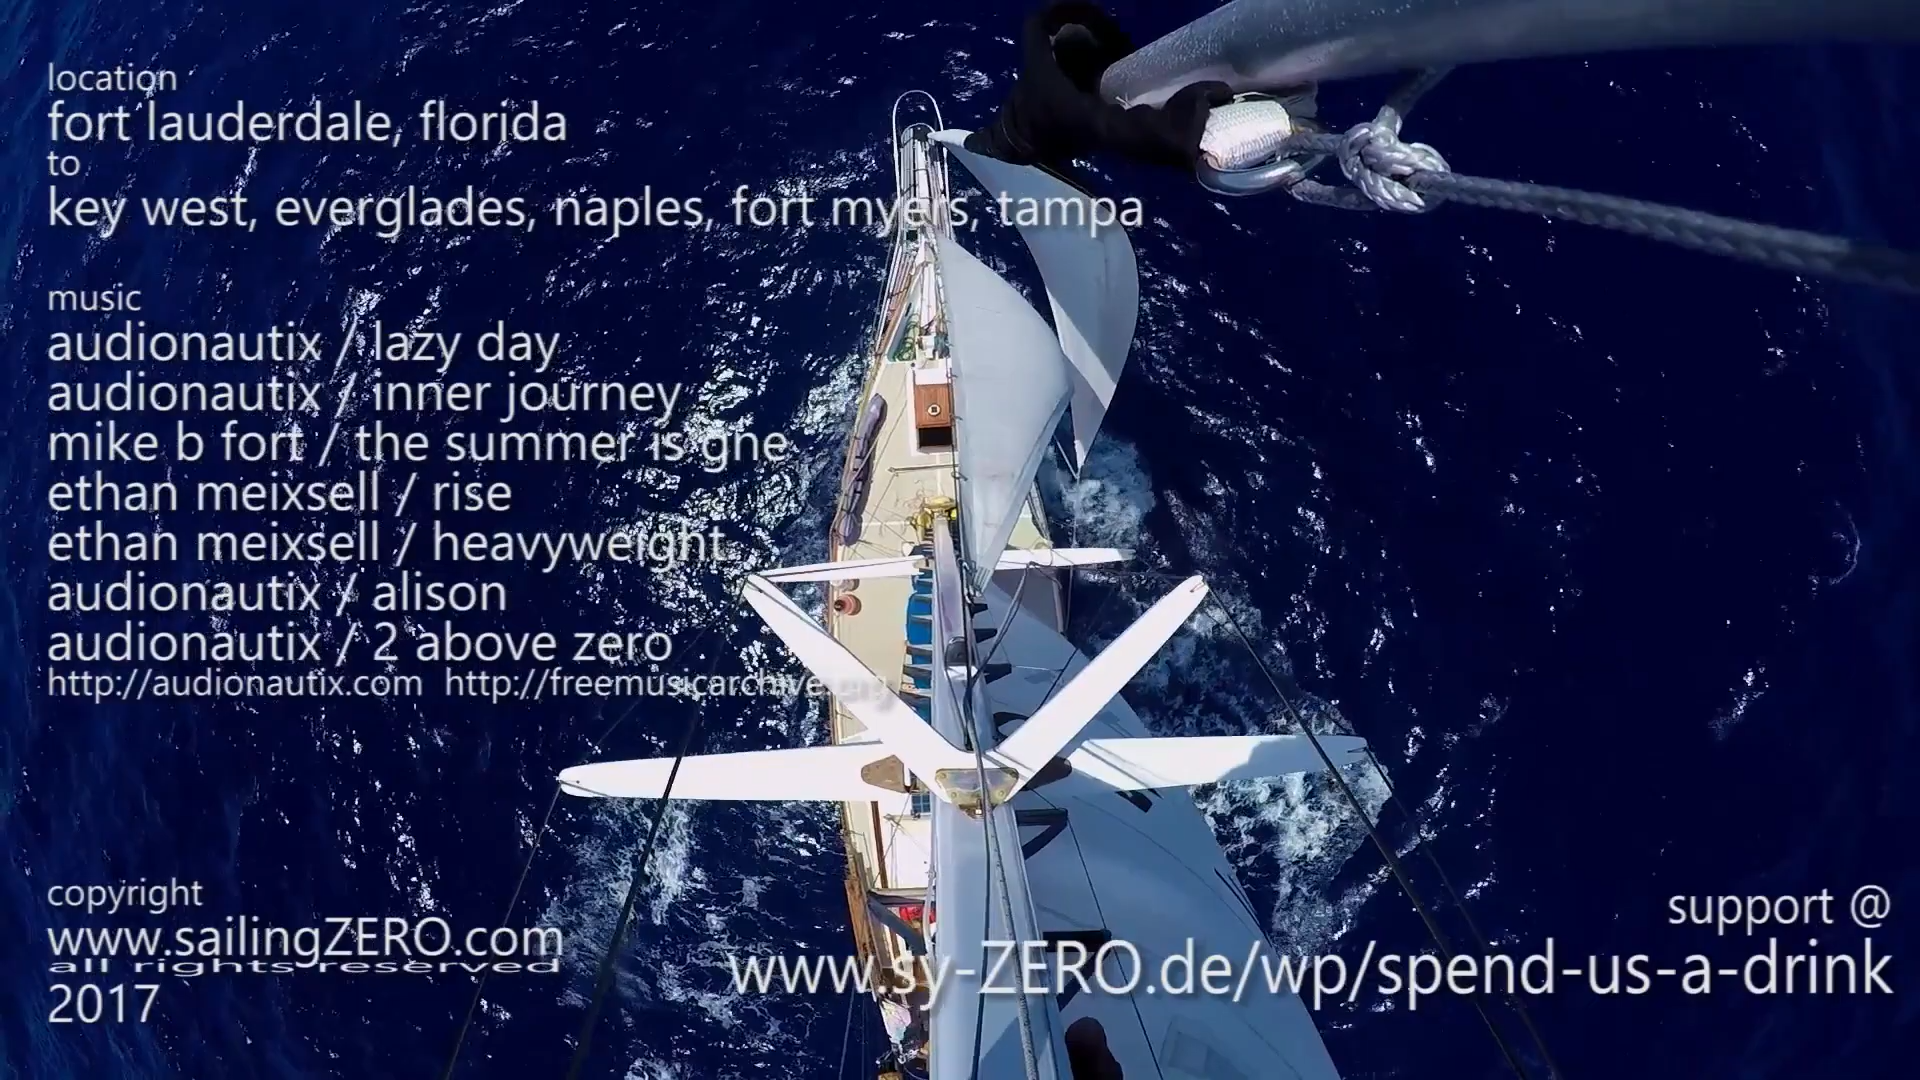 location
fort lauderdale, florida
to
key west, everglades, naples, fort myers, tampa
music
audionautix / lazy day
audionautix / inner journey
mike b fort / the summer is gne
ethan meixsell / rise
ethan meixsell / heavyweight
audionautix / alison
audionautix / 2 above zero
http://audionautix.com http://freemusicarchive.org
copyright
www.sailingZERO.com
all rights reserved
2017
support @
www.sy-ZERO.de/wp/spend-us-a-drink